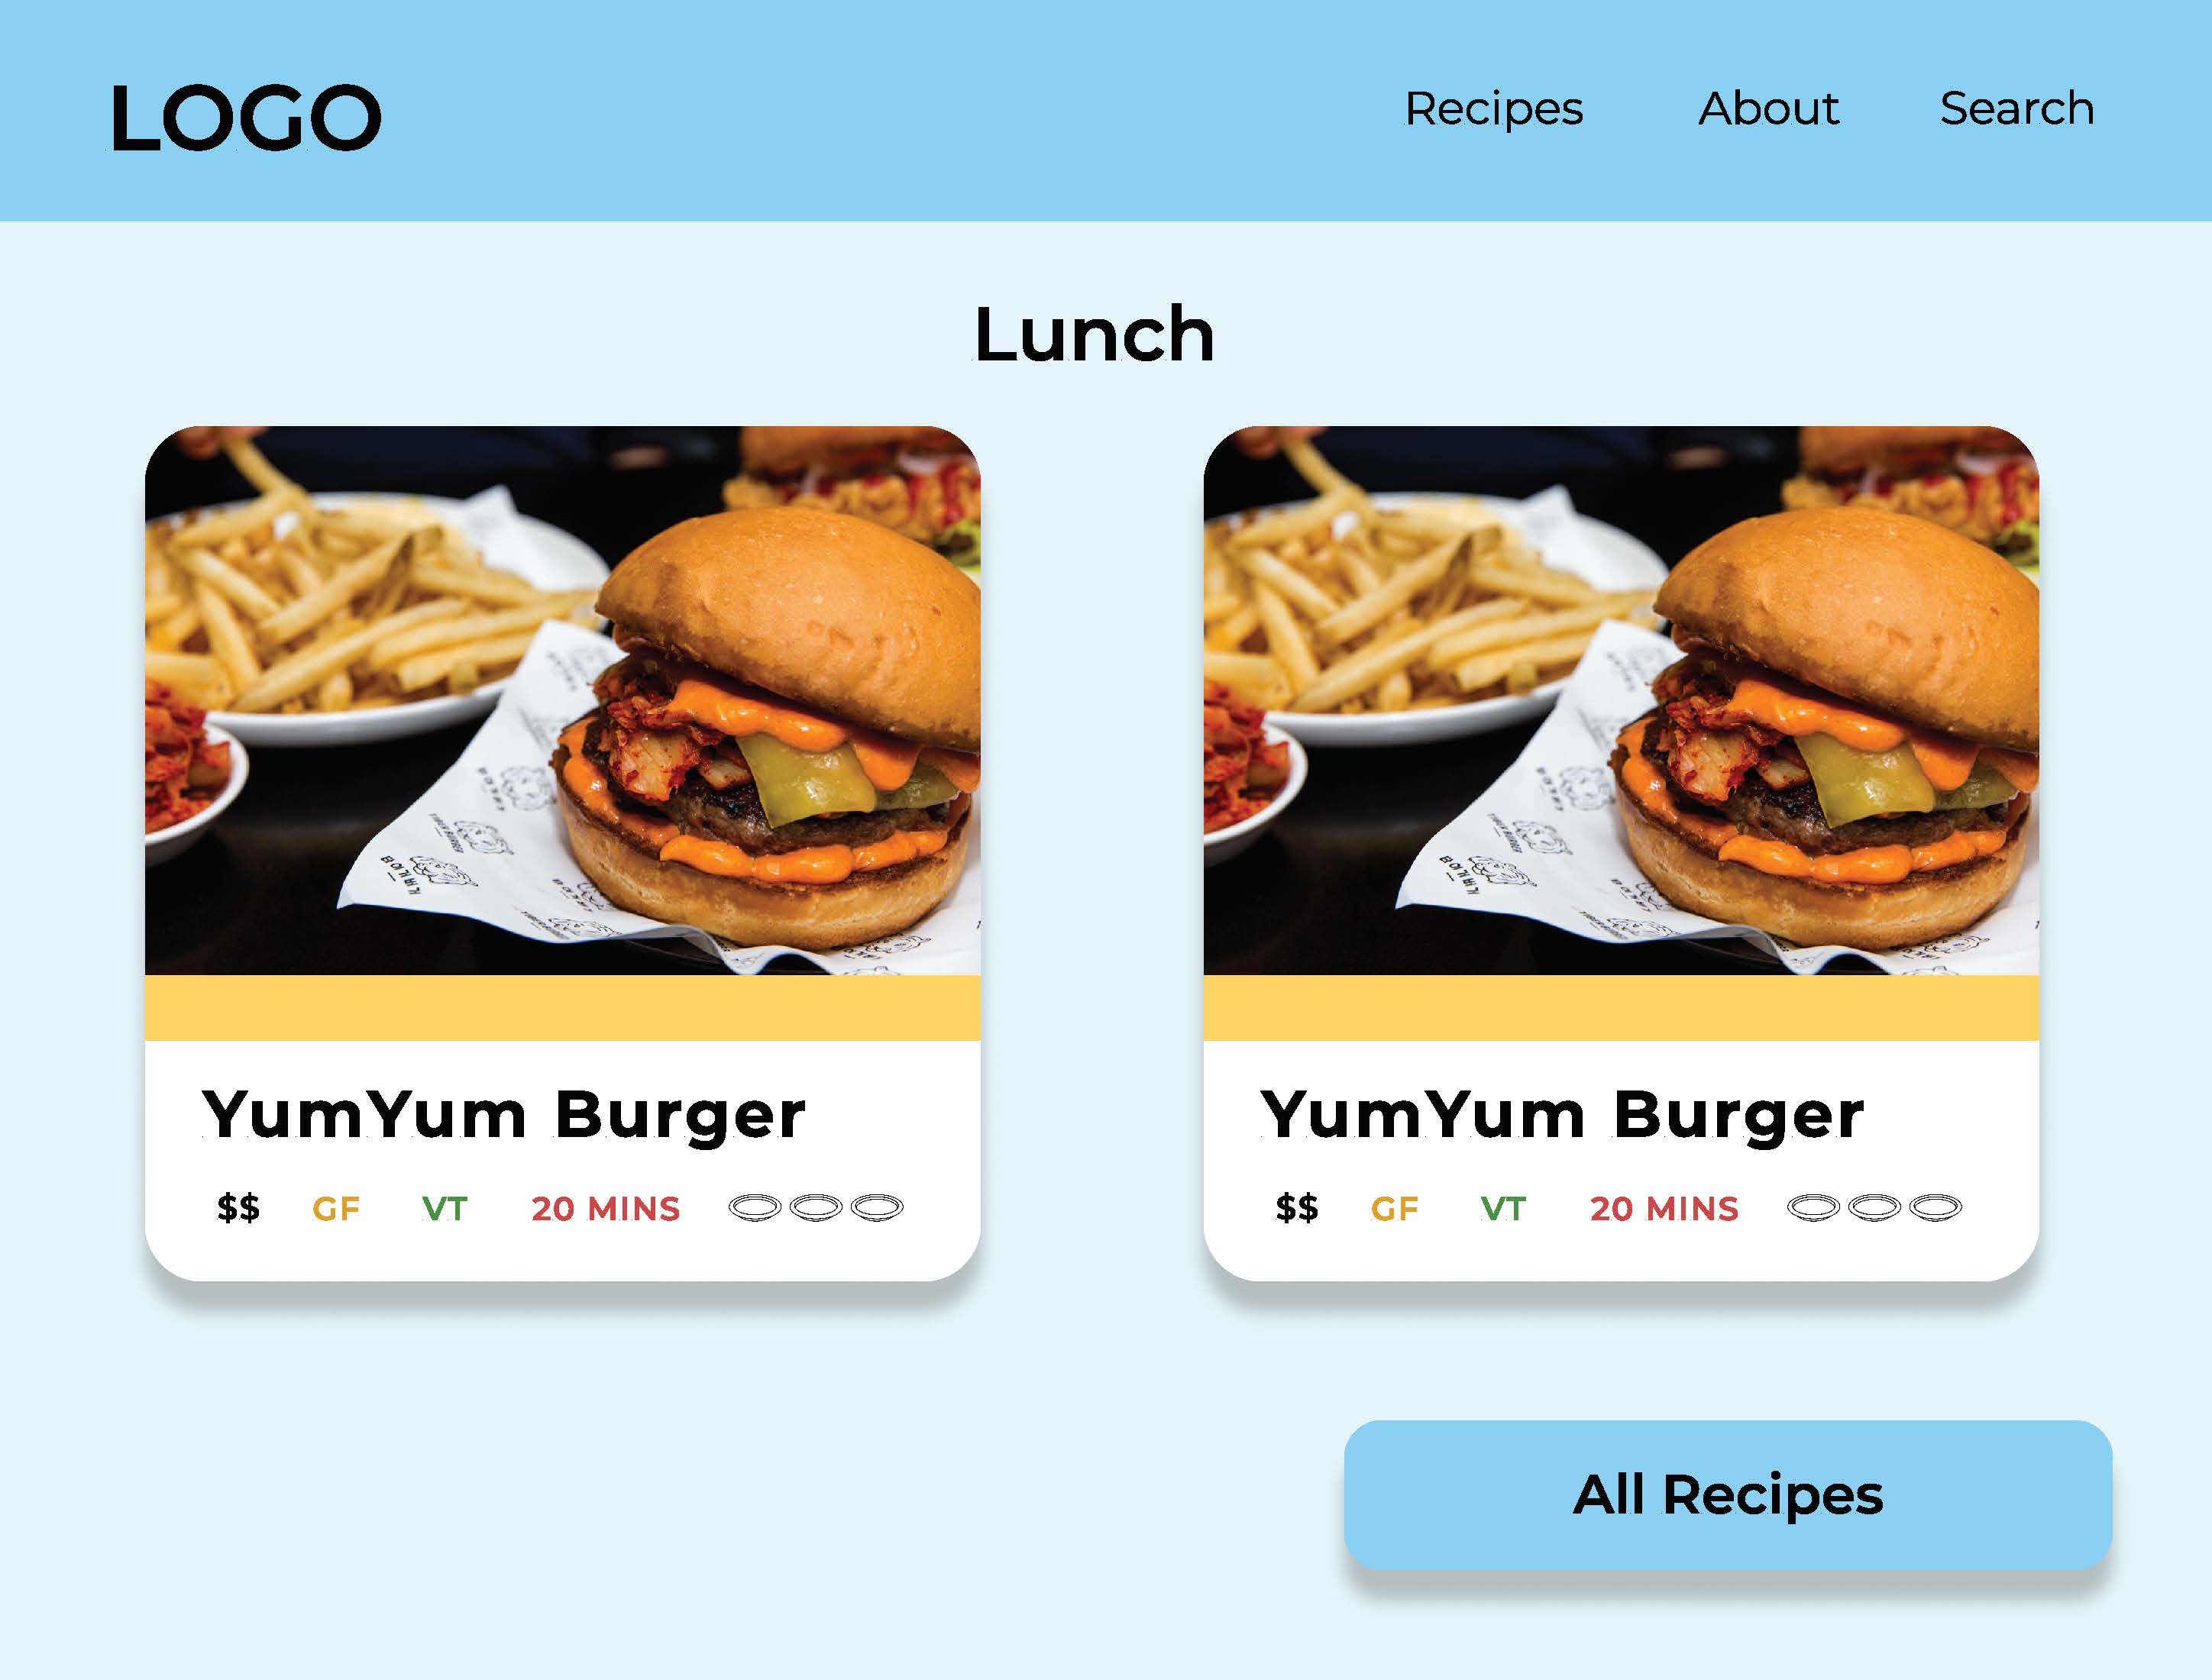 LOGO
Recipes
About
Search
Lunch
YumYum Burger
$$ GF VT 20 MINS
YumYum Burger
$$ GF VT 20 MINS
All Recipes